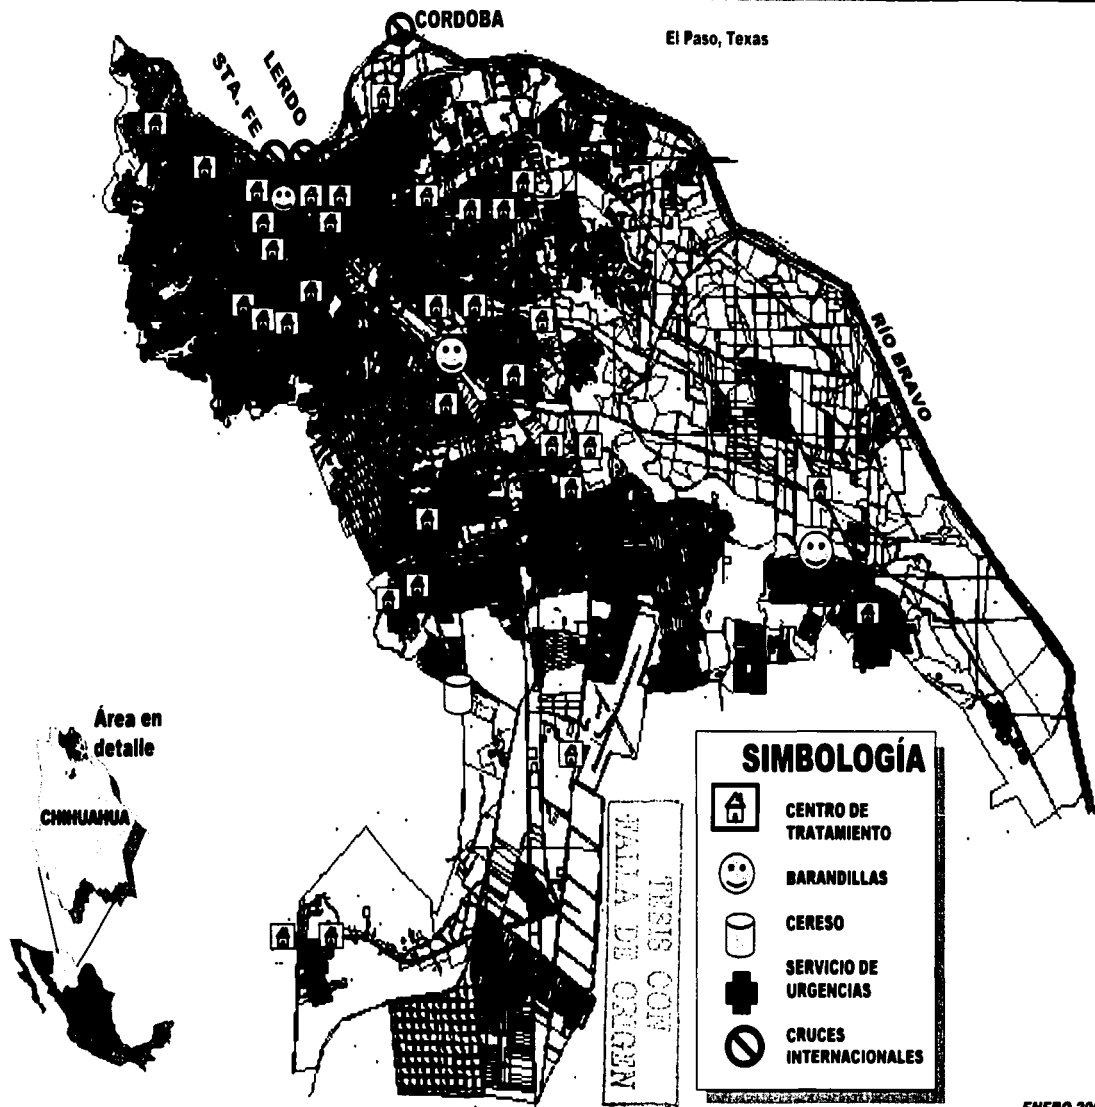 CORDOBA
El Paso, Texas
LERDO
STA. FE
RÍO BRAVO
Área en
detalle
CHIHUAHUA
SIMBOLOGÍA
CENTRO DE
TRATAMIENTO
BARANDILLAS
CERESO
SERVICIO DE
URGENCIAS
CRUCES
INTERNACIONALES
TESIS CON
FALLA DE ORIGEN
ENERO